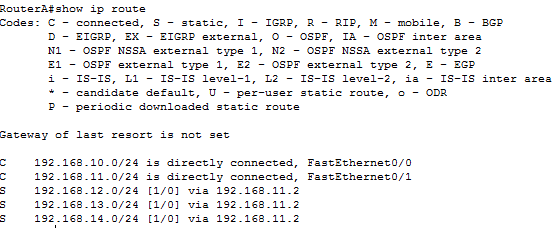 RouterA#show ip route
Codes: C - connected, S - static, I - IGRP, R - RIP, M - mobile, B - BGP
D - EIGRP, EX - EIGRP external, O - OSPF, IA - OSPF inter area
N1 - OSPF NSSA external type 1, N2 - OSPF NSSA external type 2
E1 - OSPF external type 1, E2 - OSPF external type 2, E - EGP
i - IS-IS, L1 - IS-IS level-1, L2 - IS-IS level-2, ia - IS-IS inter area
* - candidate default, U - per-user static route, o - ODR
P - periodic downloaded static route
Gateway of last resort is not set
C 192.168.10.0/24 is directly connected, FastEthernet0/0
C 192.168.11.0/24 is directly connected, FastEthernet0/1
S 192.168.12.0/24 [1/0] via 192.168.11.2
S 192.168.13.0/24 [1/0] via 192.168.11.2
S 192.168.14.0/24 [1/0] via 192.168.11.2